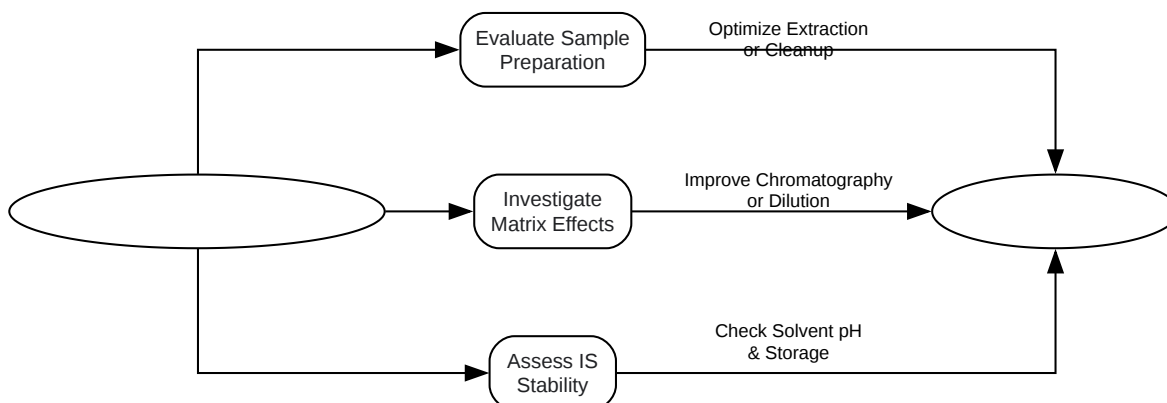 Evaluate Sample
Preparation
Optimize Extraction
or Cleanup
Investigate
Matrix Effects
Improve Chromatography
or Dilution
Assess IS
Stability
Check Solvent pH
& Storage